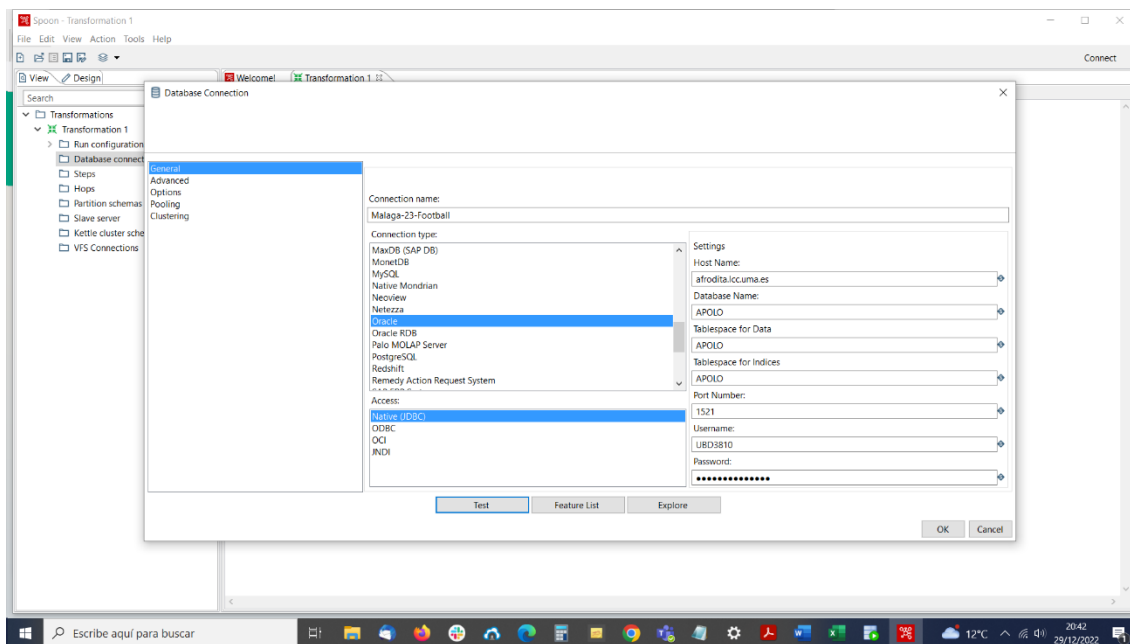 Spoon - Transformation 1
File Edit View Action Tools Help
Connect
View Design
Welcome! Transformation 1
Search
Transformations
Transformation 1
Run configuration
Database connect
Steps
Hops
Partition schemas
Slave server
Kettle cluster sche
VFS Connections
Database Connection
General
Advanced
Options
Pooling
Clustering
Connection name:
Malaga-23-Football
Connection type:
MaxDB (SAP DB)
MonetDB
MySQL
Native Mondrian
Neoview
Netezza
Oracle
Oracle RDB
Palo MOLAP Server
PostgreSQL
Redshift
Remedy Action Request System
Access:
Native (JDBC)
ODBC
OCI
JNDI
Settings
Host Name:
afrodita.lcc.uma.es
Database Name:
APOLO
Tablespace for Data
APOLO
Tablespace for Indices
APOLO
Port Number:
1521
Username:
UBD3810
Password:
Test Feature List Explore
OK Cancel
Escribe aquí para buscar
12°C
20:42
29/12/2022